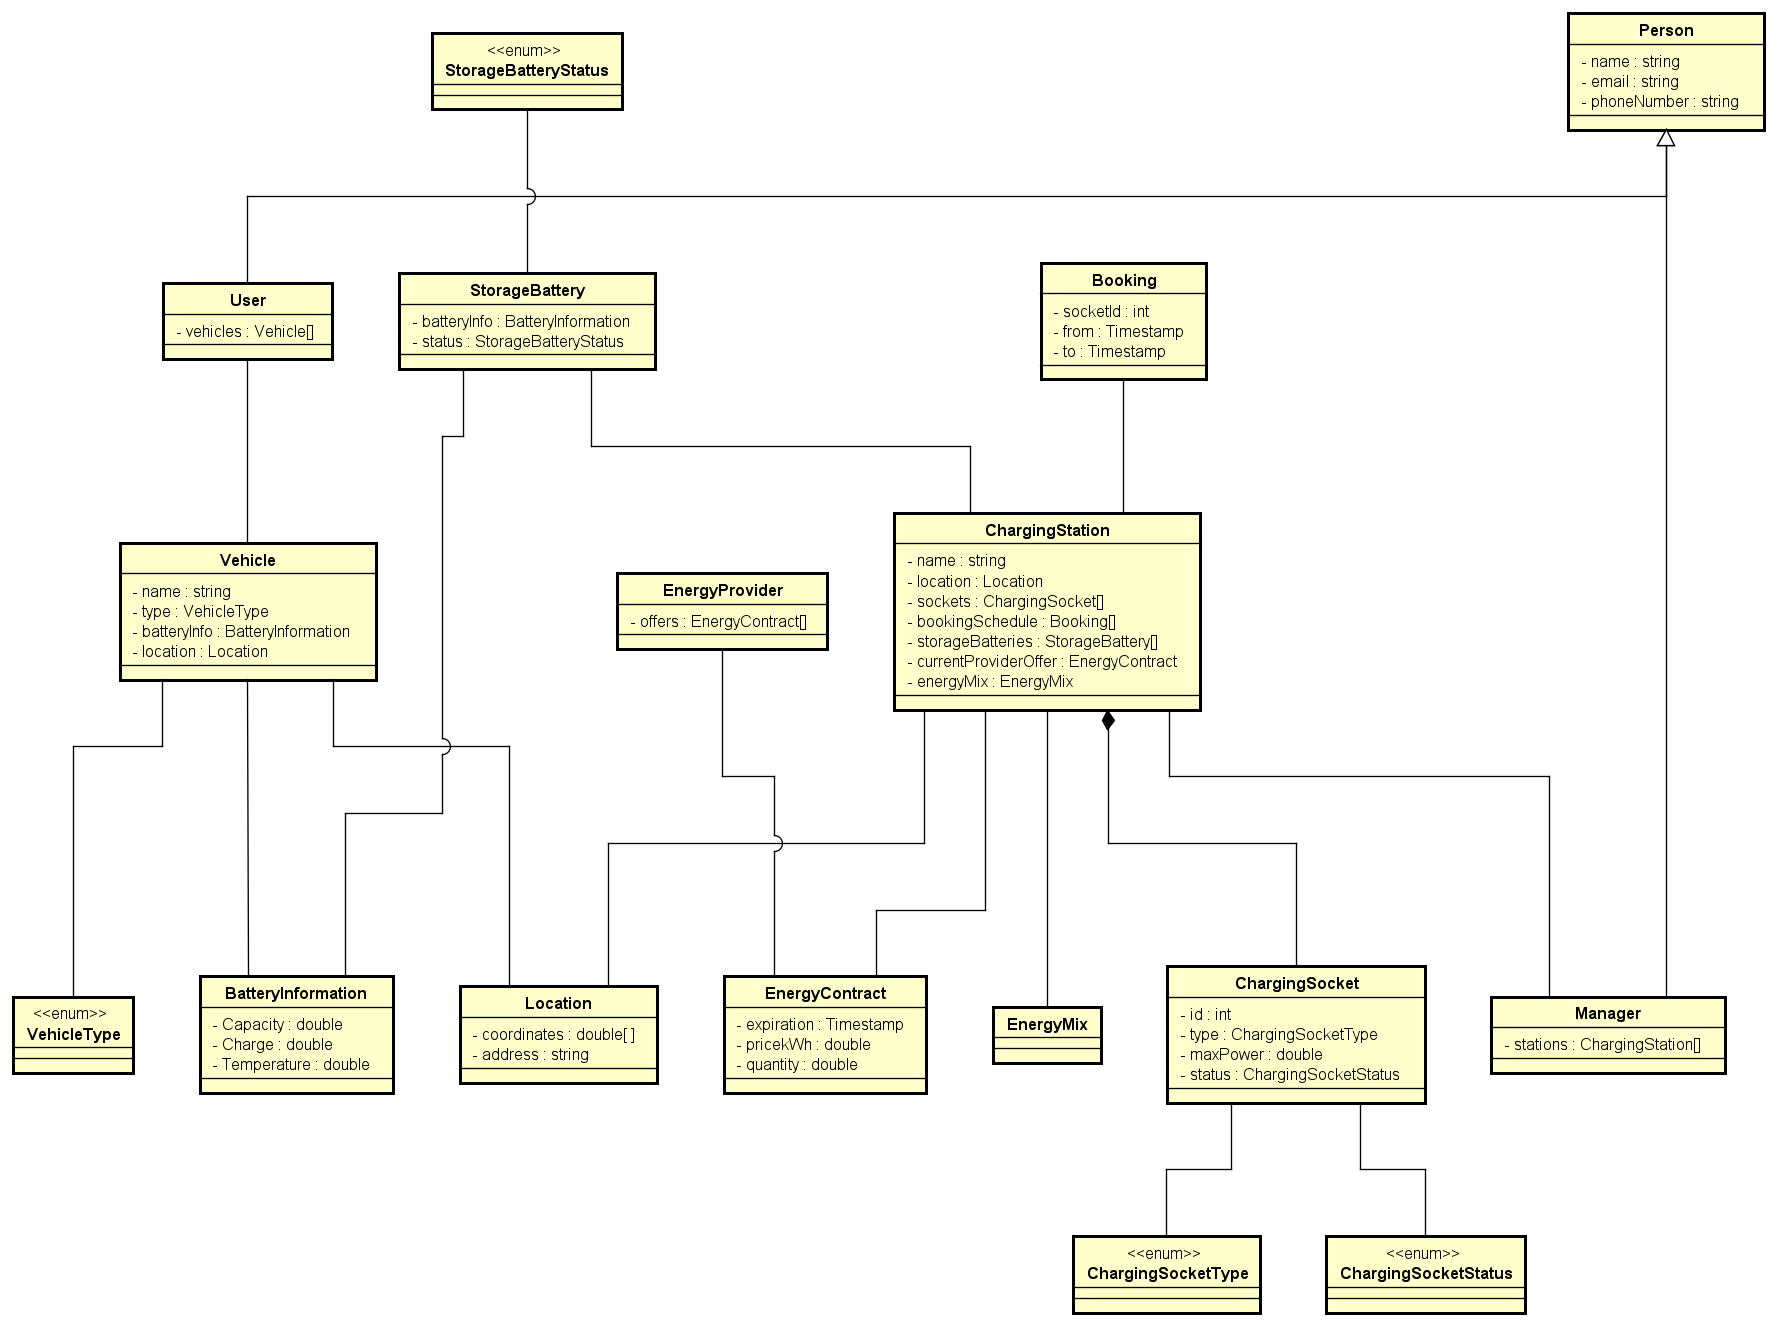 Person
- name : string
- email : string
- phoneNumber : string
<<enum>>
StorageBatteryStatus
User
- vehicles : Vehicle[]
StorageBattery
- batteryInfo : BatteryInformation
- status : StorageBatteryStatus
Booking
- socketId : int
- from : Timestamp
- to : Timestamp
Vehicle
- name : string
- type : VehicleType
- batteryInfo : BatteryInformation
- location : Location
EnergyProvider
- offers : EnergyContract[]
ChargingStation
- name : string
- location : Location
- sockets : ChargingSocket[]
- bookingSchedule : Booking[]
- storageBatteries : StorageBattery[]
- currentProviderOffer : EnergyContract
- energyMix : EnergyMix
<<enum>>
VehicleType
BatteryInformation
- Capacity : double
- Charge : double
- Temperature : double
Location
- coordinates : double[ ]
- address : string
EnergyContract
- expiration : Timestamp
- pricekWh : double
- quantity : double
EnergyMix
ChargingSocket
- id : int
- type : ChargingSocketType
- maxPower : double
- status : ChargingSocketStatus
Manager
- stations : ChargingStation[]
<<enum>>
ChargingSocketType
<<enum>>
ChargingSocketStatus